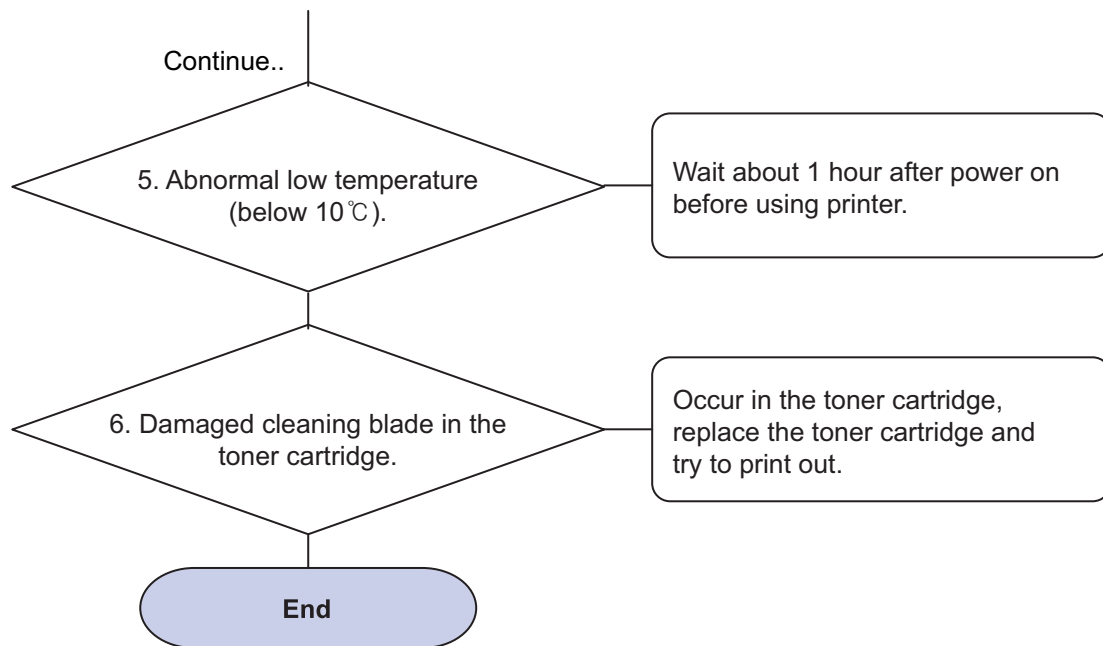 Continue..
5. Abnormal low temperature
(below 10℃).
Wait about 1 hour after power on
before using printer.
6. Damaged cleaning blade in the
toner cartridge.
Occur in the toner cartridge,
replace the toner cartridge and
try to print out.
End